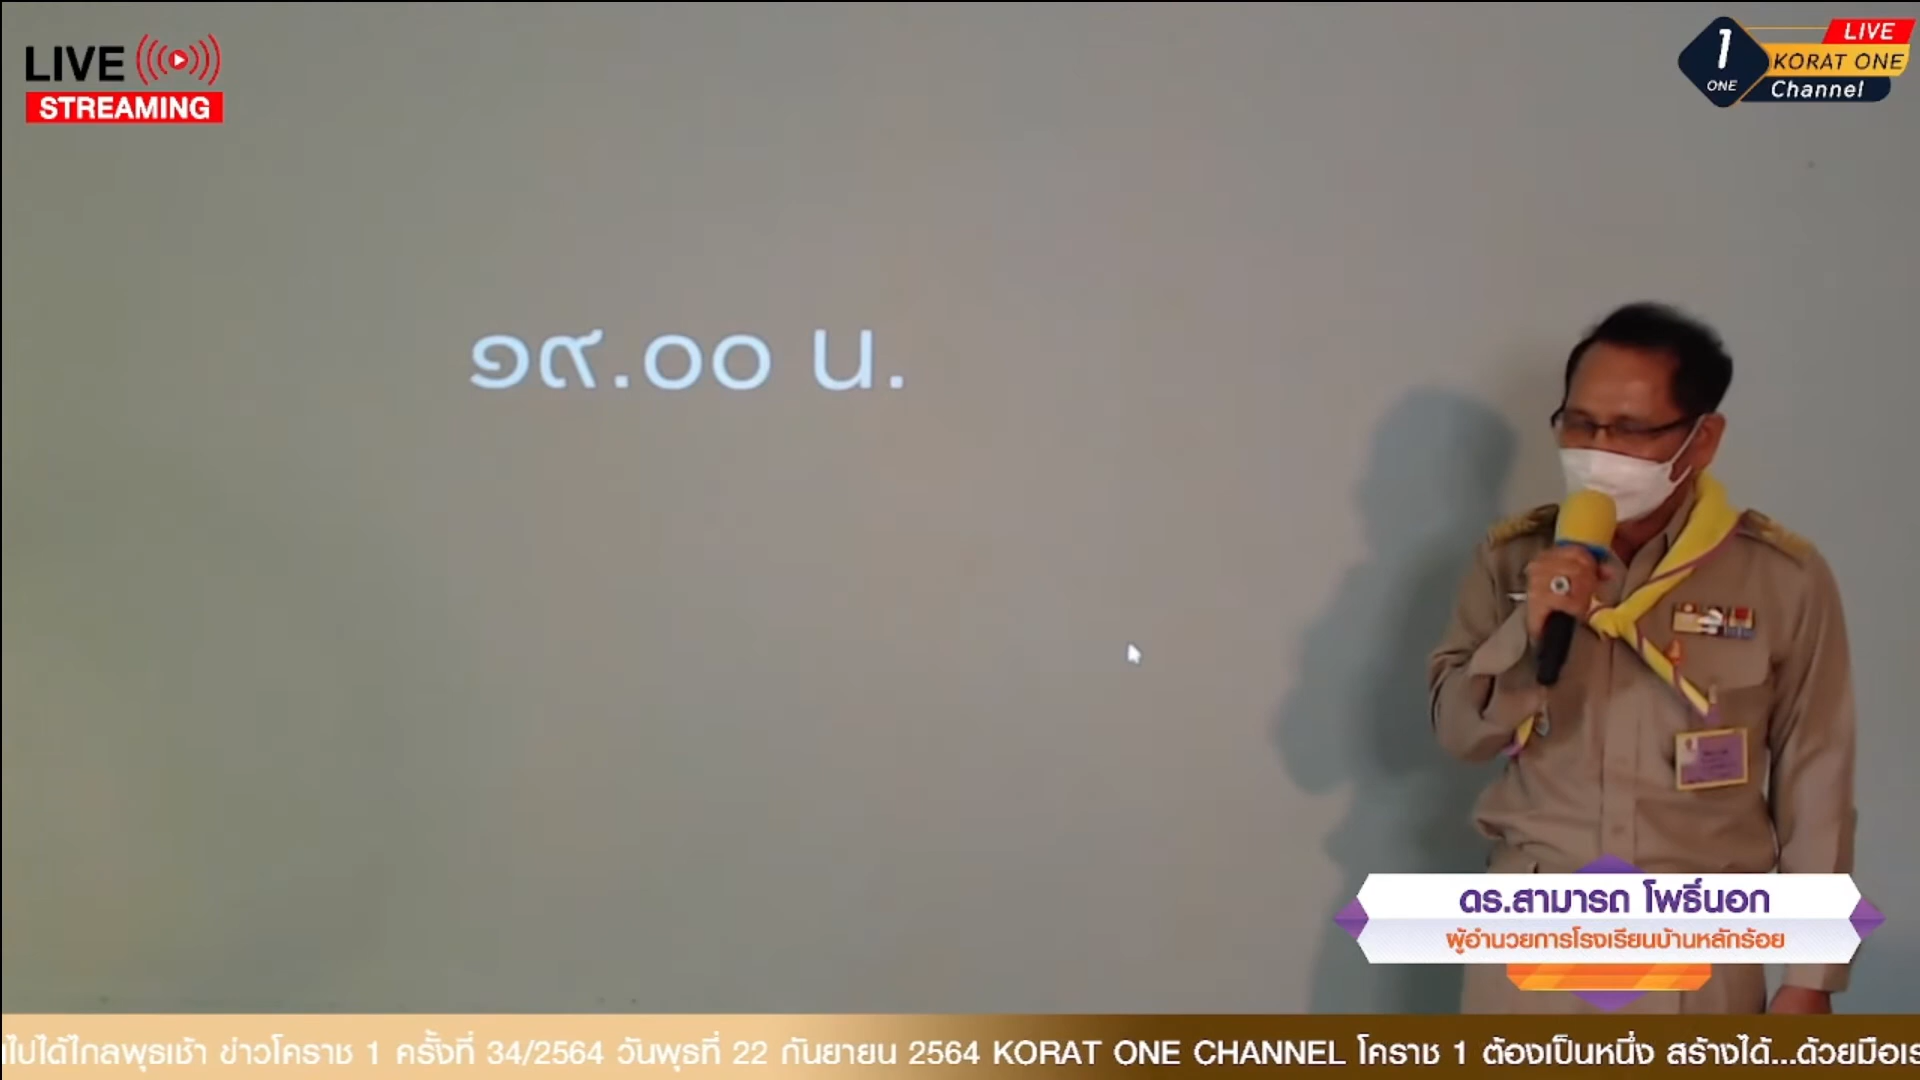 LIVE
STREAMING
1
ONE
LIVE
KORAT ONE
Channel
๑๙.๐๐ น.
ดร.สามารถ โพธิ์นอก
ผู้อำนวยการโรงเรียนบ้านหลักร้อย
ไปได้ไกลพุธเช้า ข่าวโคราช 1 ครั้งที่ 34/2564 วันพุธที่ 22 กันยายน 2564 KORAT ONE CHANNEL โคราช 1 ต้องเป็นหนึ่ง สร้างได้...ด้วยมือเร